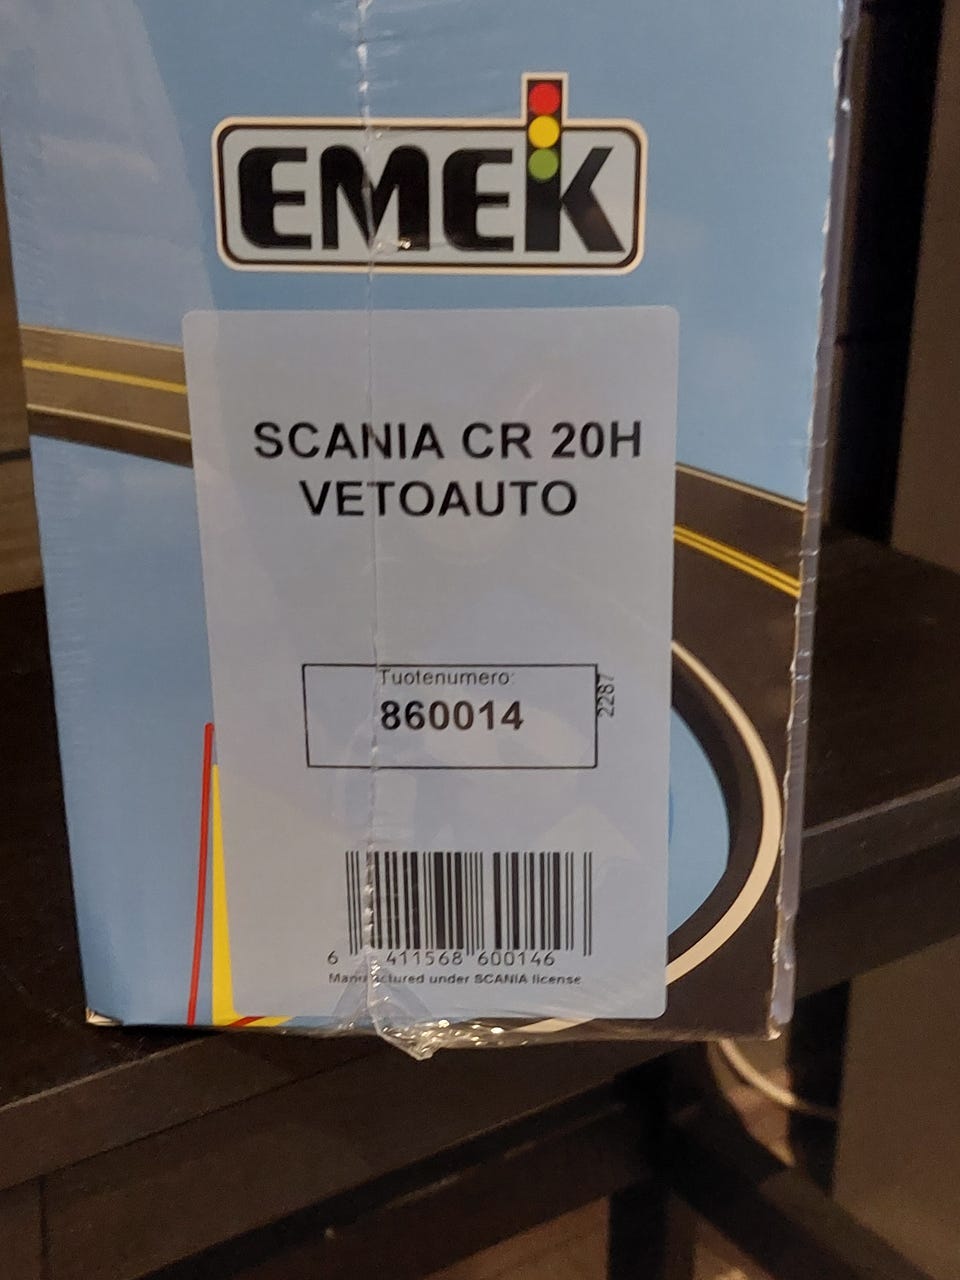 EMEK
SCANIA CR 20H
VETOAUTO
Tuotenumero:
860014
2287
6 411568 600146
Manufactured under SCANIA license